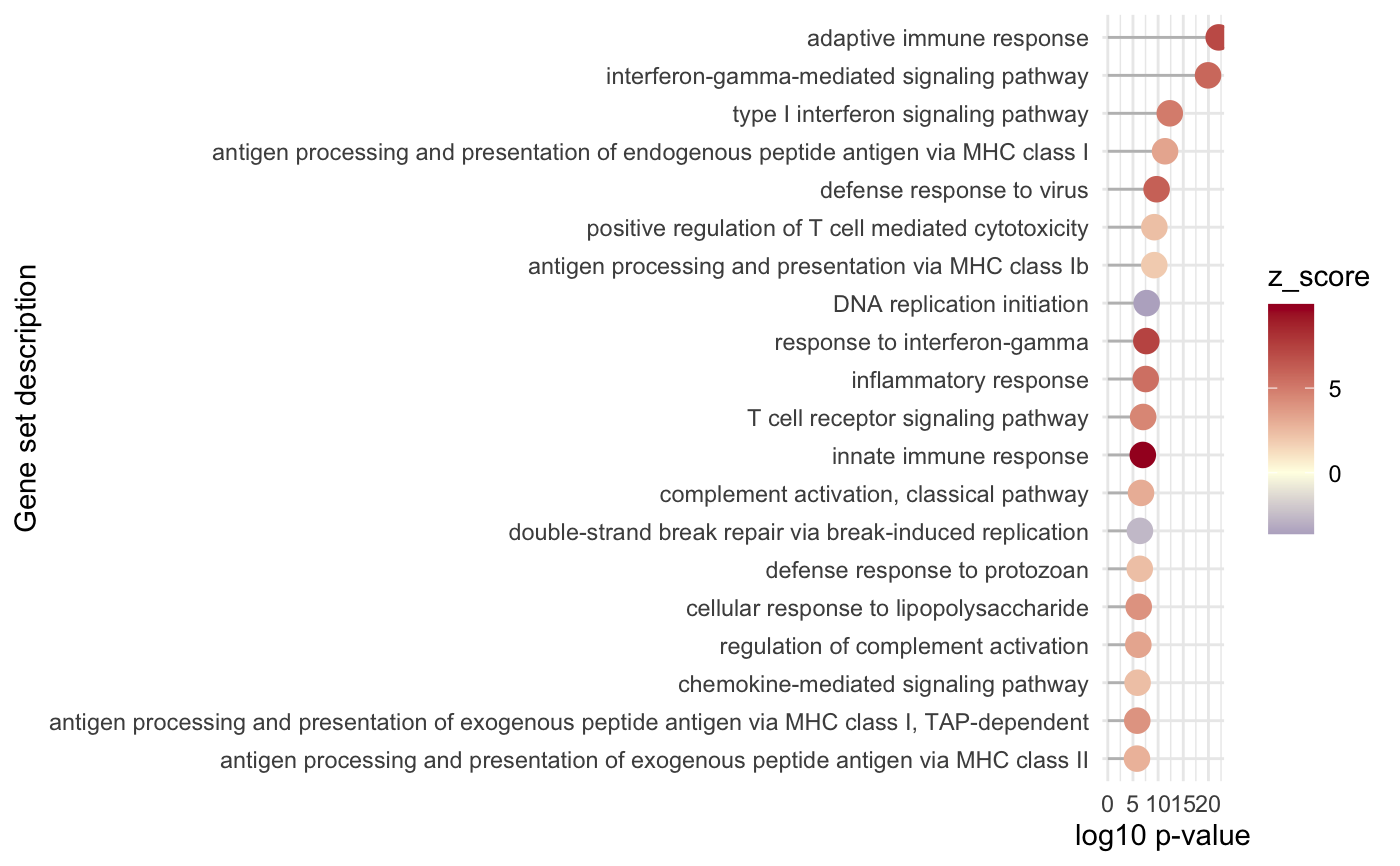 adaptive immune response
interferon-gamma-mediated signaling pathway
type I interferon signaling pathway
antigen processing and presentation of endogenous peptide antigen via MHC class I
defense response to virus
positive regulation of T cell mediated cytotoxicity
antigen processing and presentation via MHC class Ib
DNA replication initiation
response to interferon-gamma
inflammatory response
T cell receptor signaling pathway
innate immune response
complement activation, classical pathway
double-strand break repair via break-induced replication
defense response to protozoan
cellular response to lipopolysaccharide
regulation of complement activation
chemokine-mediated signaling pathway
antigen processing and presentation of exogenous peptide antigen via MHC class I, TAP-dependent
antigen processing and presentation of exogenous peptide antigen via MHC class II
Gene set description
0 5 10 15 20
log10 p-value
z_score
5
0